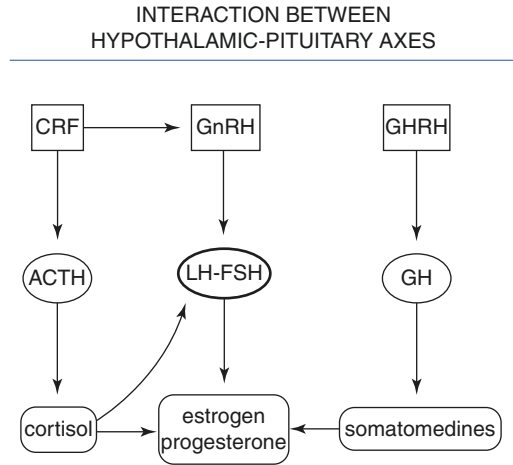 INTERACTION BETWEEN
HYPOTHALAMIC-PITUITARY AXES
CRF
GnRH
GHRH
ACTH
LH-FSH
GH
cortisol
estrogen
progesterone
somatomedines